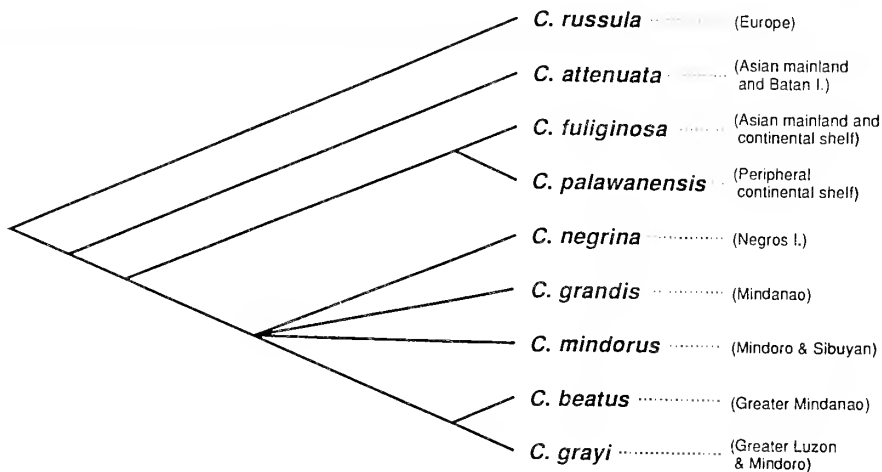 C. russula (Europe)
C. attenuata (Asian mainland
and Batan I.)
C. fuliginosa (Asian mainland and
continental shelf)
C. palawanensis (Peripheral
continental shelf)
C. negrina (Negros I.)
C. grandis (Mindanao)
C. mindorus (Mindoro & Sibuyan)
C. beatus (Greater Mindanao)
C. grayi (Greater Luzon
& Mindoro)